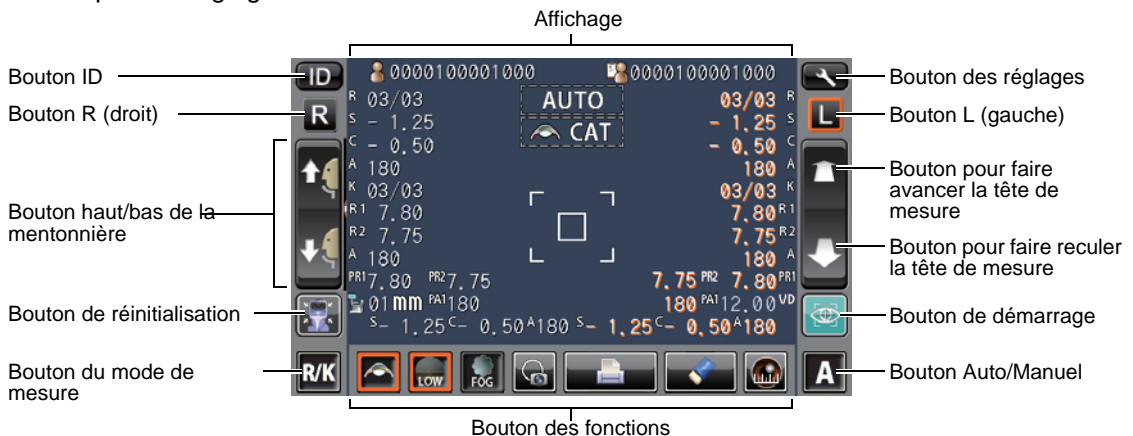 Affichage
Bouton ID
Bouton R (droit)
Bouton haut/bas de la
mentonnière
Bouton de réinitialisation
Bouton du mode de
mesure
ID 0000100001000 0000100001000
R R 03/03 AUTO 03/03 R L
S - 1.25 CAT - 1.25 S
C - 0.50 - 0.50 C
A 180 180 A
K 03/03 03/03 K
R1 7.80 7.80 R1
R2 7.75 7.75 R2
A 180 180 A
PR1 7.80 PR2 7.75 7.75 PR2 7.80 PR1
01 mm PA1 180 180 PA1 12.00 VD
S - 1.25 C - 0.50 A 180 S - 1.25 C - 0.50 A 180
R/K LOW FOG A
Bouton des réglages
Bouton L (gauche)
Bouton pour faire
avancer la tête de
mesure
Bouton pour faire reculer
la tête de mesure
Bouton de démarrage
Bouton Auto/Manuel
Bouton des fonctions